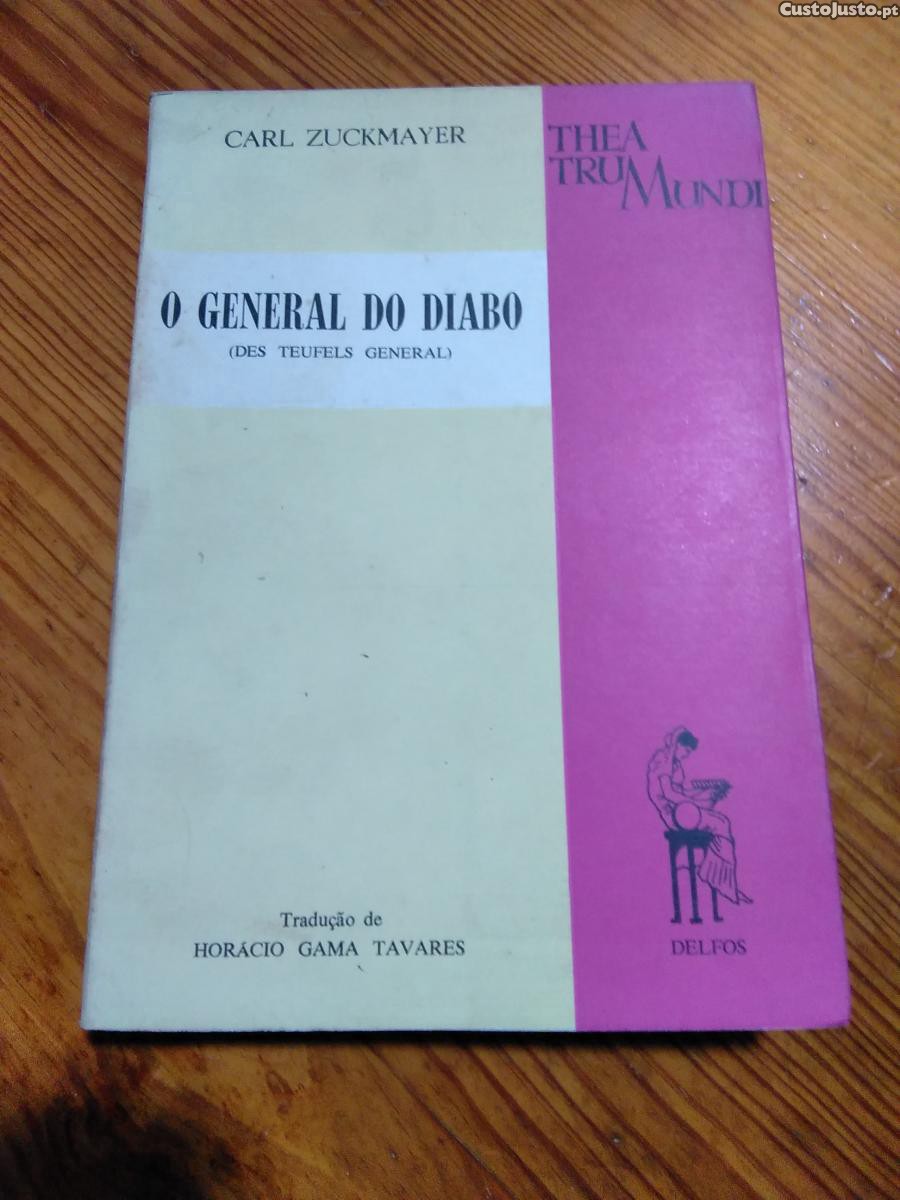 CustoJusto.pt
CARL ZUCKMAYER
THEA
TRUMUNDI
O GENERAL DO DIABO
(DES TEUFELS GENERAL)
Tradução de
HORÁCIO GAMA TAVARES
DELFOS